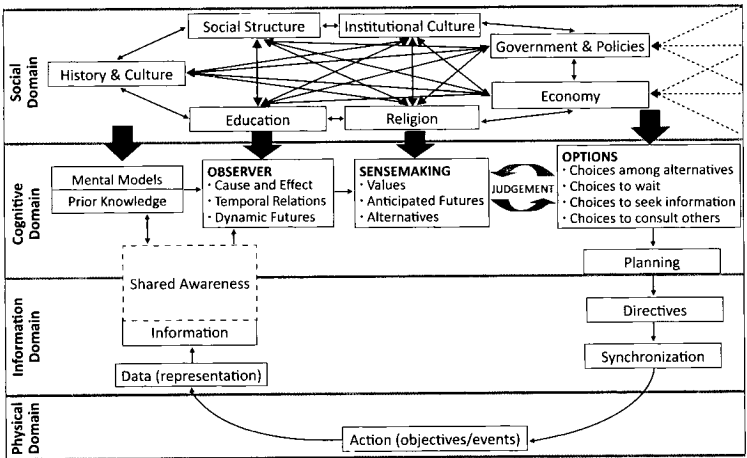 Social Domain
Social Structure
Institutional Culture
Government & Policies
History & Culture
Economy
Education
Religion
Cognitive Domain
Mental Models
Prior Knowledge
OBSERVER
· Cause and Effect
· Temporal Relations
· Dynamic Futures
SENSEMAKING
· Values
· Anticipated Futures
· Alternatives
JUDGEMENT
OPTIONS
· Choices among alternatives
· Choices to wait
· Choices to seek information
· Choices to consult others
Shared Awareness
Planning
Information Domain
Information
Directives
Data (representation)
Synchronization
Physical Domain
Action (objectives/events)